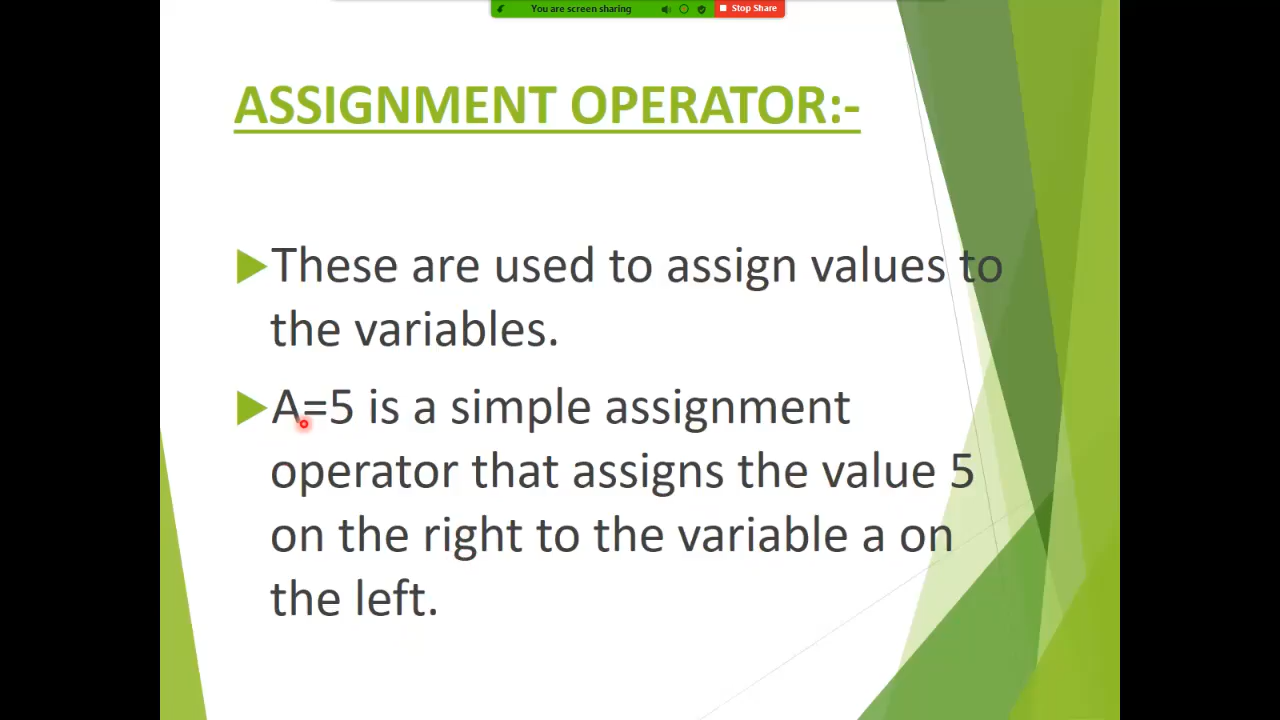 You are screen sharing
Stop Share
ASSIGNMENT OPERATOR:-
These are used to assign values to
the variables.
A=5 is a simple assignment
operator that assigns the value 5
on the right to the variable a on
the left.